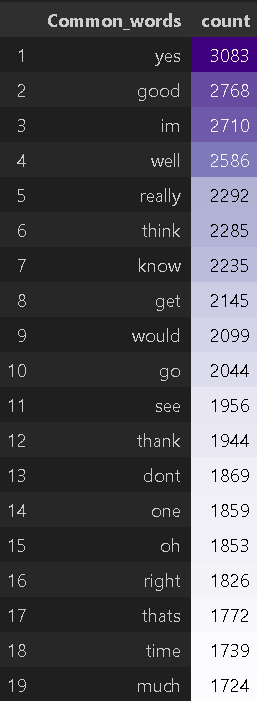 Common_words count
1 yes 3083
2 good 2768
3 im 2710
4 well 2586
5 really 2292
6 think 2285
7 know 2235
8 get 2145
9 would 2099
10 go 2044
11 see 1956
12 thank 1944
13 dont 1869
14 one 1859
15 oh 1853
16 right 1826
17 thats 1772
18 time 1739
19 much 1724